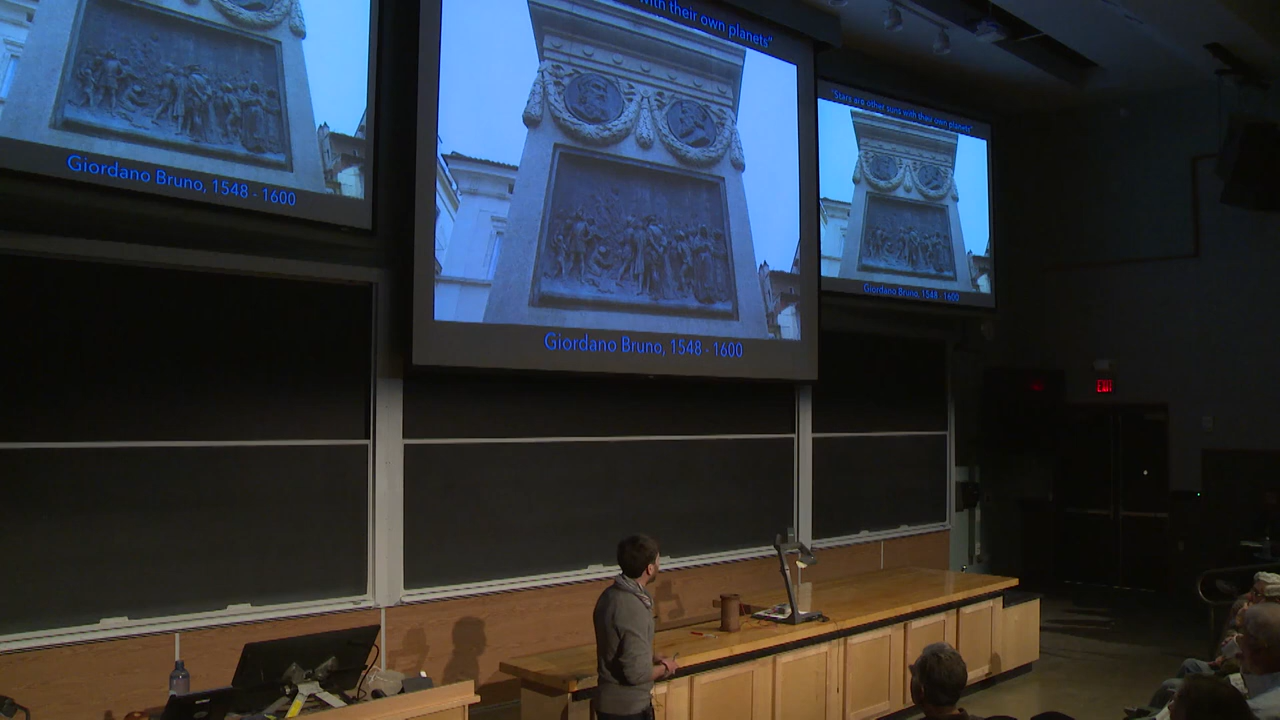 Giordano Bruno, 1548 - 1600
with their own planets"
Giordano Bruno, 1548 - 1600
"Stars are other suns with their own planets"
Giordano Bruno, 1548 - 1600
EXIT